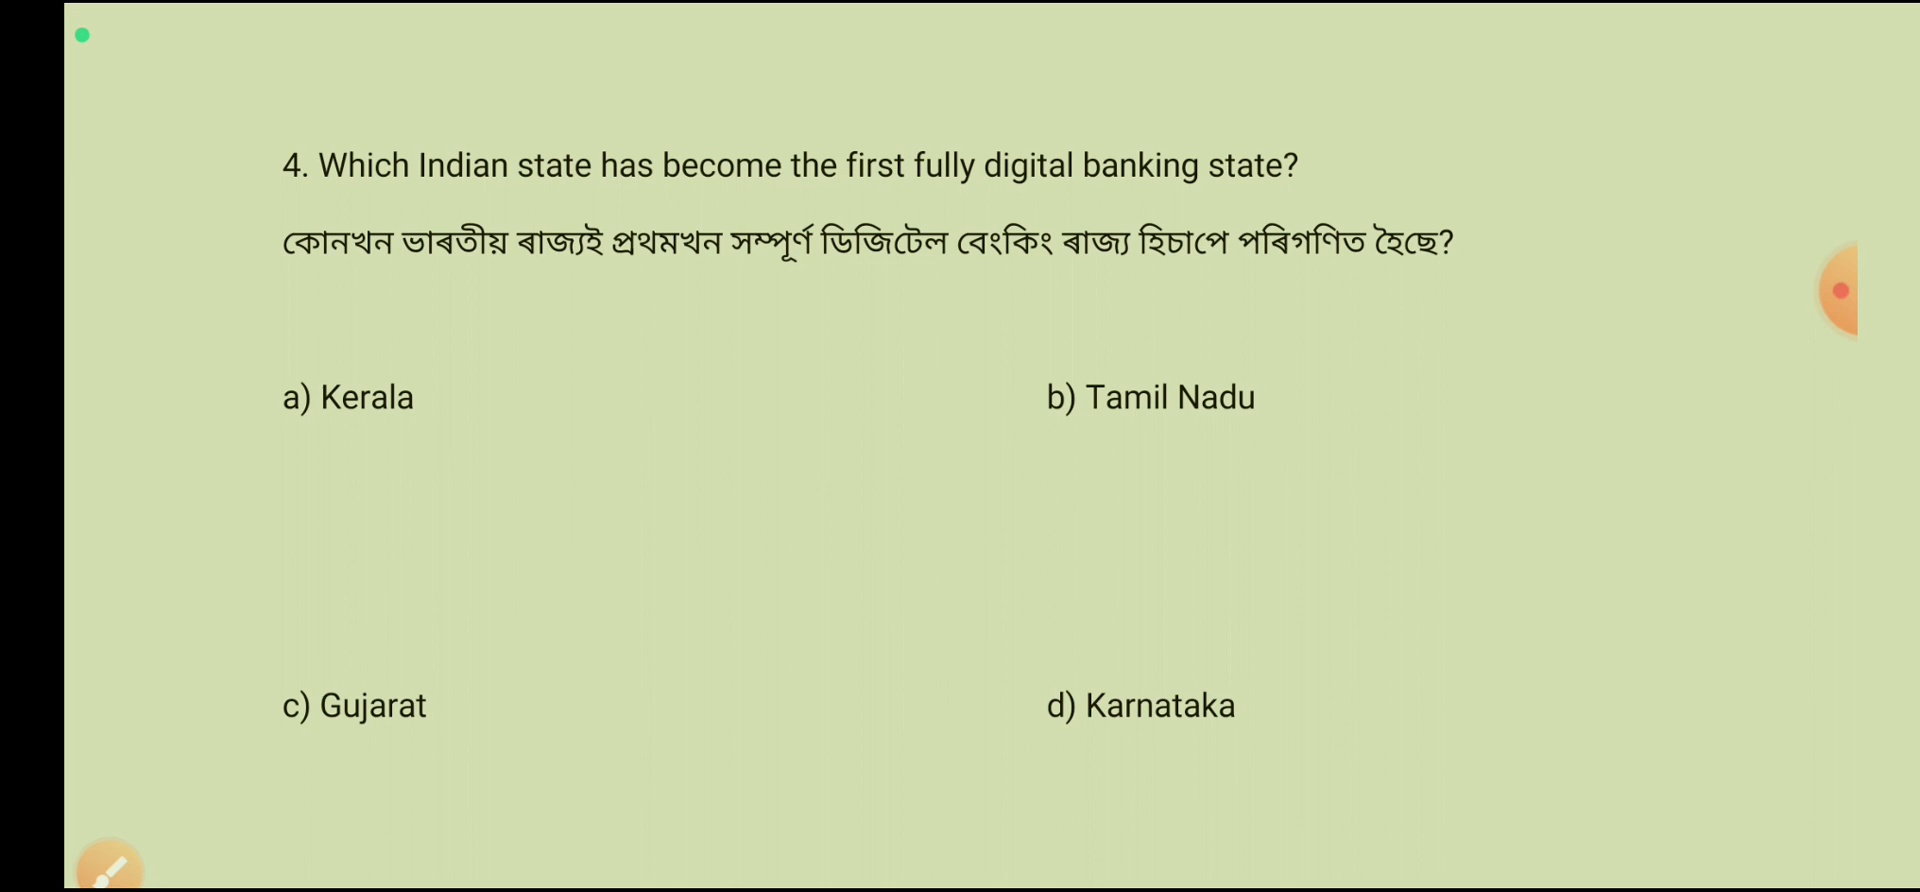 4. Which Indian state has become the first fully digital banking state?
কোনখন ভাৰতীয় ৰাজ্যই প্ৰথমখন সম্পূৰ্ণ ডিজিটেল বেংকিং ৰাজ্য হিচাপে পৰিগণিত হৈছে?
a) Kerala
b) Tamil Nadu
c) Gujarat
d) Karnataka